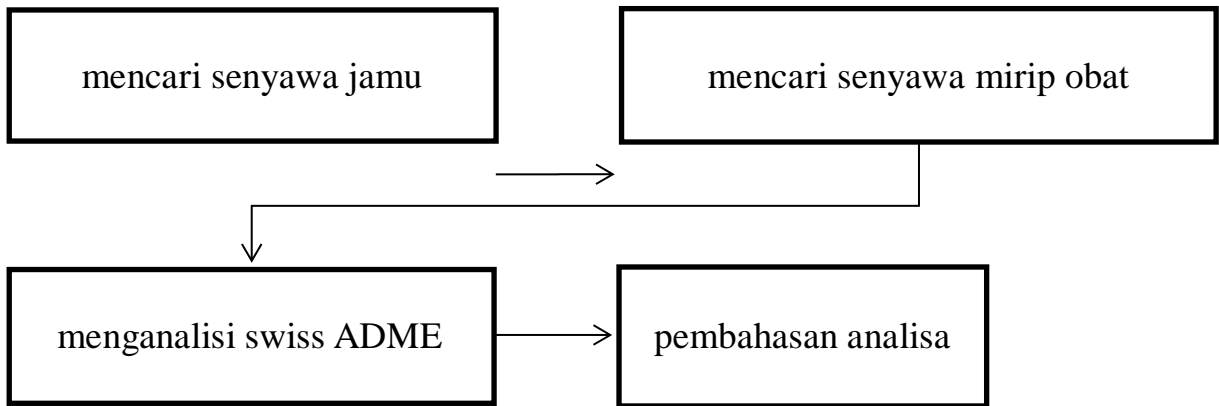 mencari senyawa jamu
mencari senyawa mirip obat
menganalisi swiss ADME
pembahasan analisa